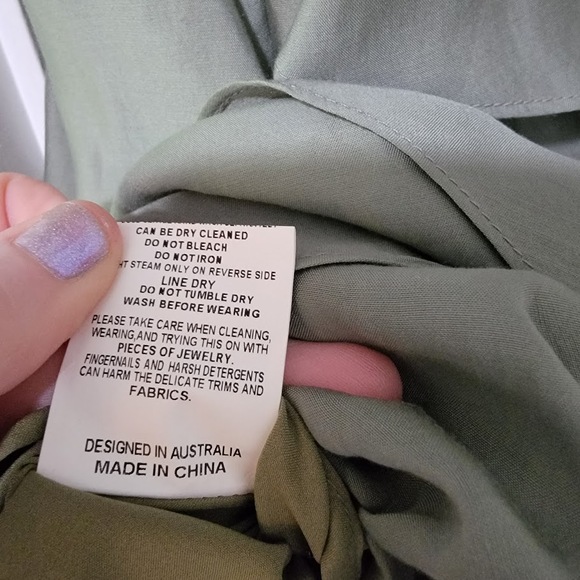 CAN BE DRY CLEANED
DO NOT BLEACH
DO NOT IRON
STEAM ONLY ON REVERSE SIDE
LINE DRY
DO NOT TUMBLE DRY
WASH BEFORE WEARING
PLEASE TAKE CARE WHEN CLEANING,
WEARING,AND TRYING THIS ON WITH
PIECES OF JEWELRY.
FINGERNAILS AND HARSH DETERGENTS
CAN HARM THE DELICATE TRIMS AND
FABRICS.
DESIGNED IN AUSTRALIA
MADE IN CHINA